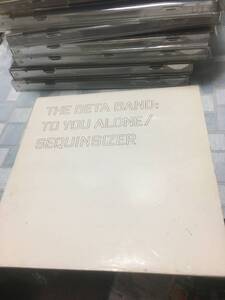 THE BETA BAND:
TO YOU ALONE/
SEQUINSIZER